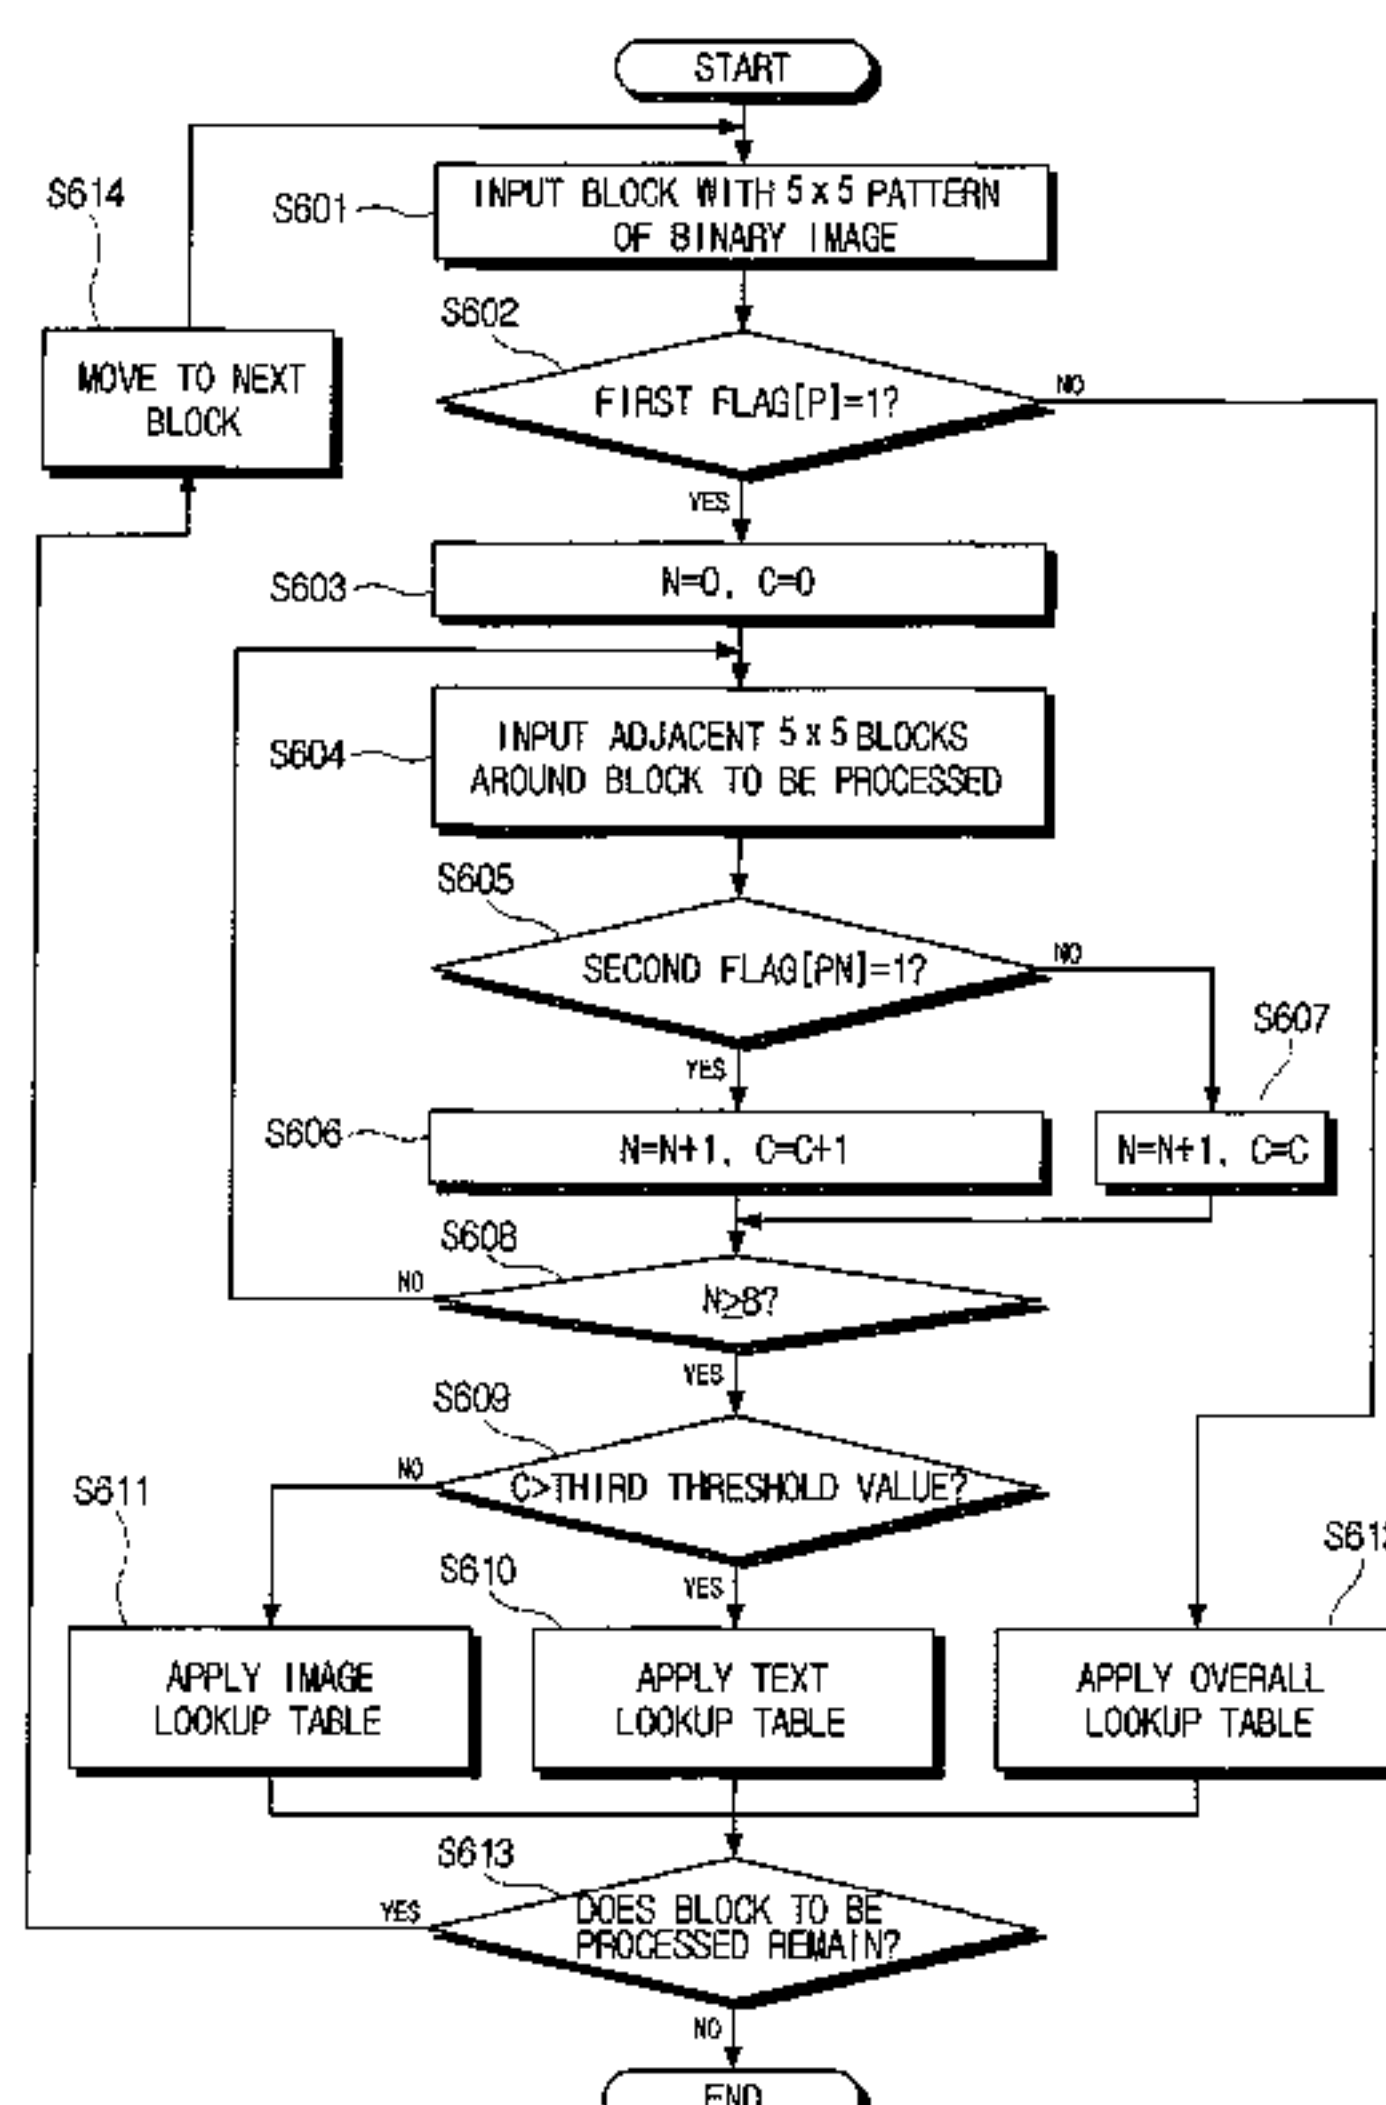 START
S614
S601
INPUT BLOCK WITH 5 x 5 PATTERN
OF BINARY IMAGE
S602
MOVE TO NEXT
BLOCK
FIRST FLAG[P]=1?
NO
YES
S603
N=0, C=0
S604
INPUT ADJACENT 5 x 5 BLOCKS
AROUND BLOCK TO BE PROCESSED
S605
SECOND FLAG[PN]=1?
NO
YES
S607
S606
N=N+1, C=C+1
N=N+1, C=C
S608
NO
N≥8?
YES
S609
NO
C>THIRD THRESHOLD VALUE?
S611
S610
YES
S612
APPLY IMAGE
LOOKUP TABLE
APPLY TEXT
LOOKUP TABLE
APPLY OVERALL
LOOKUP TABLE
S613
YES
DOES BLOCK TO BE
PROCESSED REMAIN?
NO
END